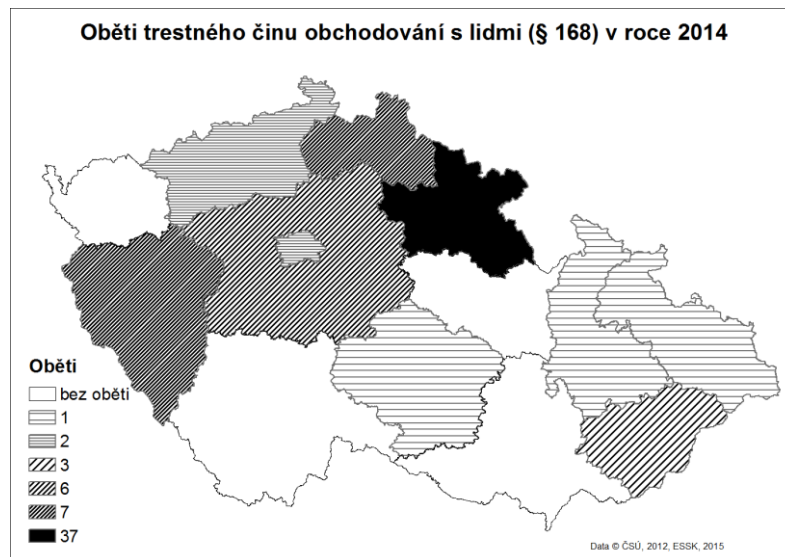 Oběti trestného činu obchodování s lidmi (§ 168) v roce 2014
Oběti
bez oběti
1
2
3
6
7
37
Data © ČSÚ, 2012, ESSK, 2015